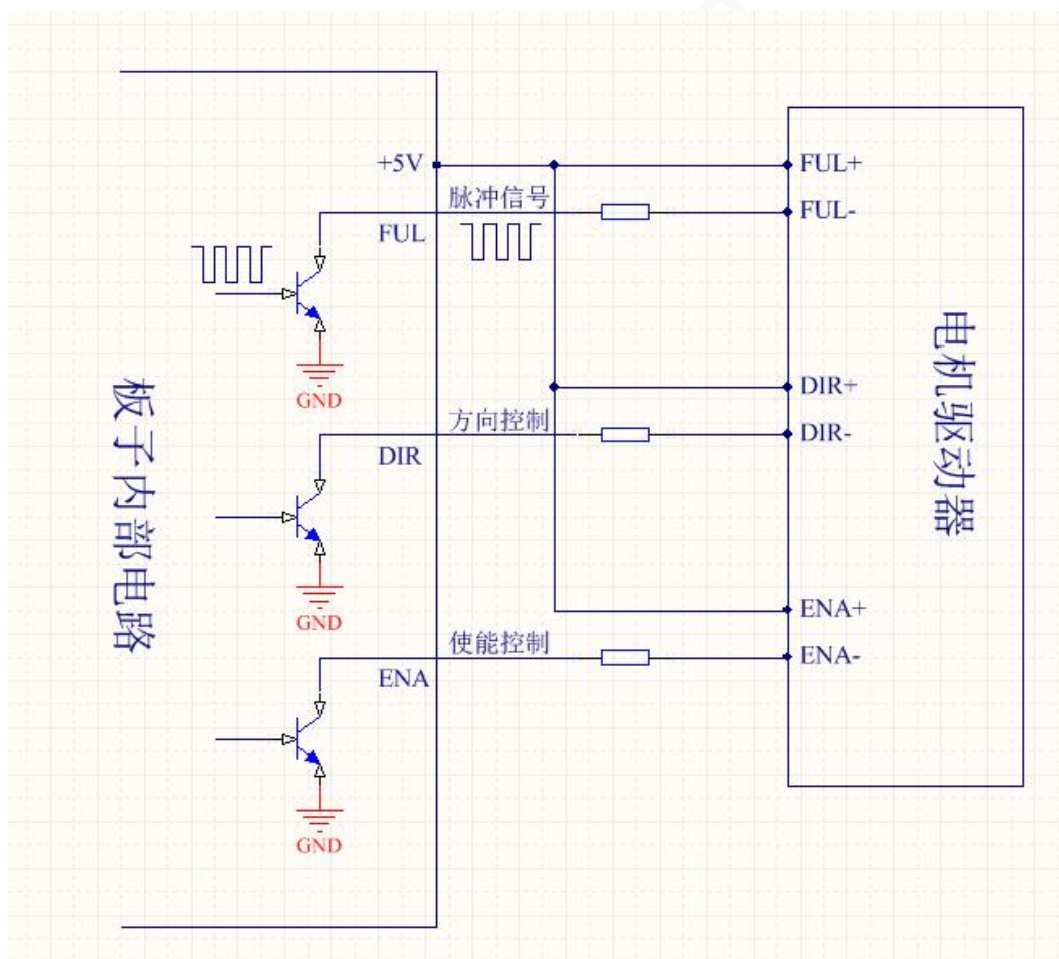 +5V
脉冲信号
FUL
GND
方向控制
DIR
GND
使能控制
ENA
GND
板子内部电路
FUL+
FUL-
DIR+
DIR-
ENA+
ENA-
电机驱动器